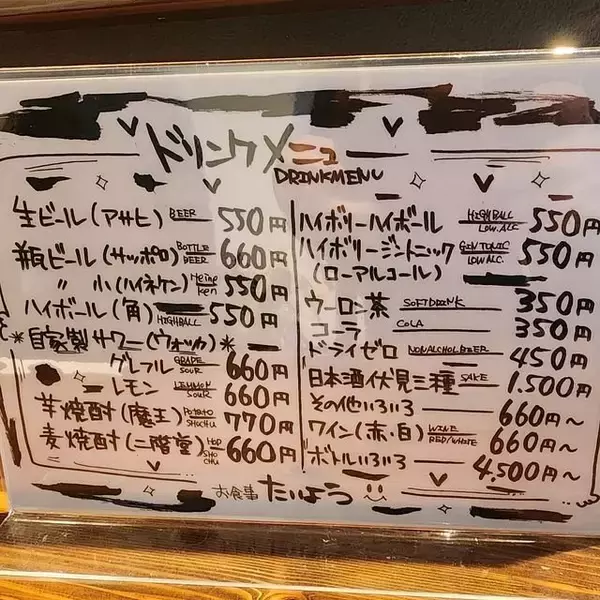 ドリンクメニュー
DRINKMENU
生ビール(アサヒ) BEER 550円
瓶ビール(サッポロ) BOTTLE BEER 660円
〃 小(ハイネケン) Heineken 550円
ハイボール(角) HIGHBALL 550円
*自家製サワー(ウォッカ)*
グレフル GRADE SOUR 660円
レモン LEMMON SOUR 660円
芋焼酎(魔王) POTATO SHOCHU 770円
麦焼酎(二階堂) HOP SHOCHU 660円
ハイボリーハイボール HIGHBALL LOW.ALC 550円
ハイボリージントニック GIN TONIC LOW ALC. 550円
(ローアルコール)
ウーロン茶 SOFTDRINK 350円
コーラ COLA 350円
ドライゼロ NONALCHOLBEER 450円
日本酒伏見三種 SAKE 1,500円
その他いろいろ 660円～
ワイン(赤・白) WINE RED/WHITE 660円～
ボトルいろいろ 4,500円～
お食事 たいよう